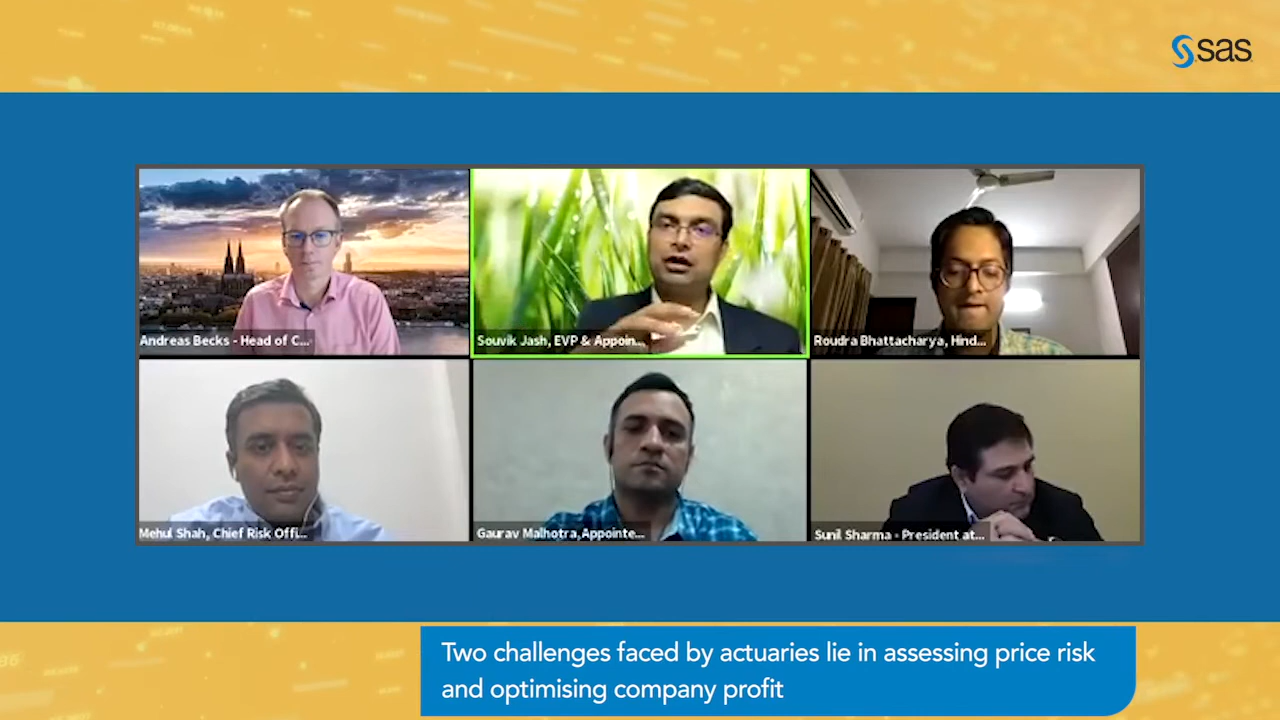 sas
Andreas Becks - Head of C...
Souvik Jash, EVP & Appoin...
Roudra Bhattacharya, Hind...
Mehul Shah, Chief Risk Offi...
Gaurav Malhotra,Appointe...
Sunil Sharma - President at...
Two challenges faced by actuaries lie in assessing price risk
and optimising company profit